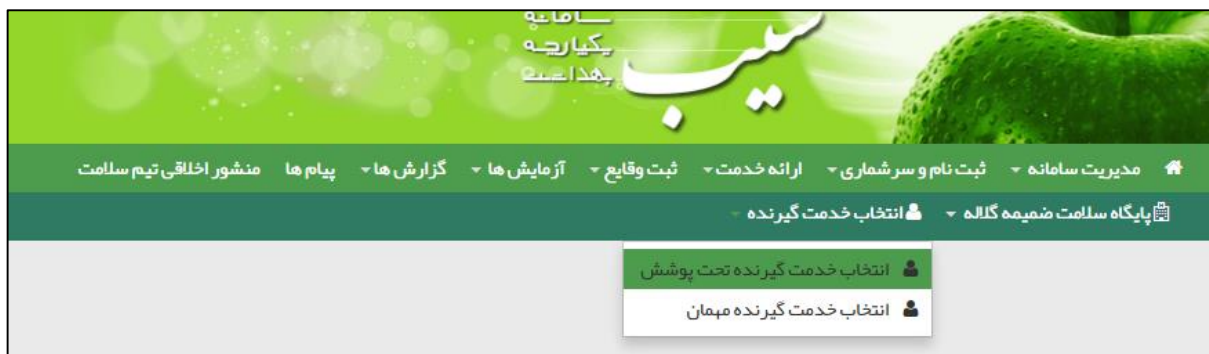 سامانه
یکپارچه
بهداشت
سیب
مدیریت سامانه ثبت نام و سرشماری ارائه خدمت ثبت وقایع آزمایش ها گزارش ها پیام ها منشور اخلاقی تیم سلامت
پایگاه سلامت ضمیمه گلاله انتخاب خدمت گیرنده
انتخاب خدمت گیرنده تحت پوشش
انتخاب خدمت گیرنده مهمان